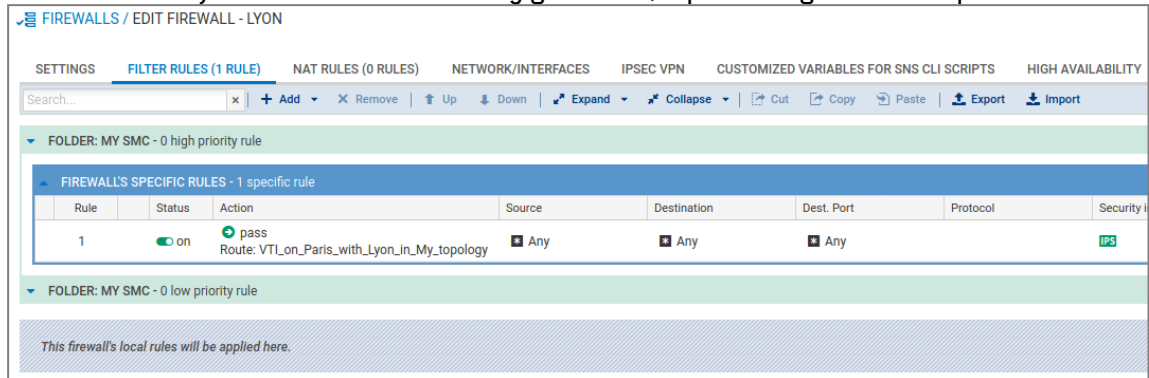 FIREWALLS / EDIT FIREWALL - LYON
SETTINGS FILTER RULES (1 RULE) NAT RULES (0 RULES) NETWORK/INTERFACES IPSEC VPN CUSTOMIZED VARIABLES FOR SNS CLI SCRIPTS HIGH AVAILABILITY
Search... x + Add Remove Up Down Expand Collapse Cut Copy Paste Export Import
FOLDER: MY SMC - 0 high priority rule
FIREWALL'S SPECIFIC RULES - 1 specific rule
Rule Status Action Source Destination Dest. Port Protocol Security i
1 on pass Any Any Any IPS
Route: VTI_on_Paris_with_Lyon_in_My_topology
FOLDER: MY SMC - 0 low priority rule
This firewall's local rules will be applied here.